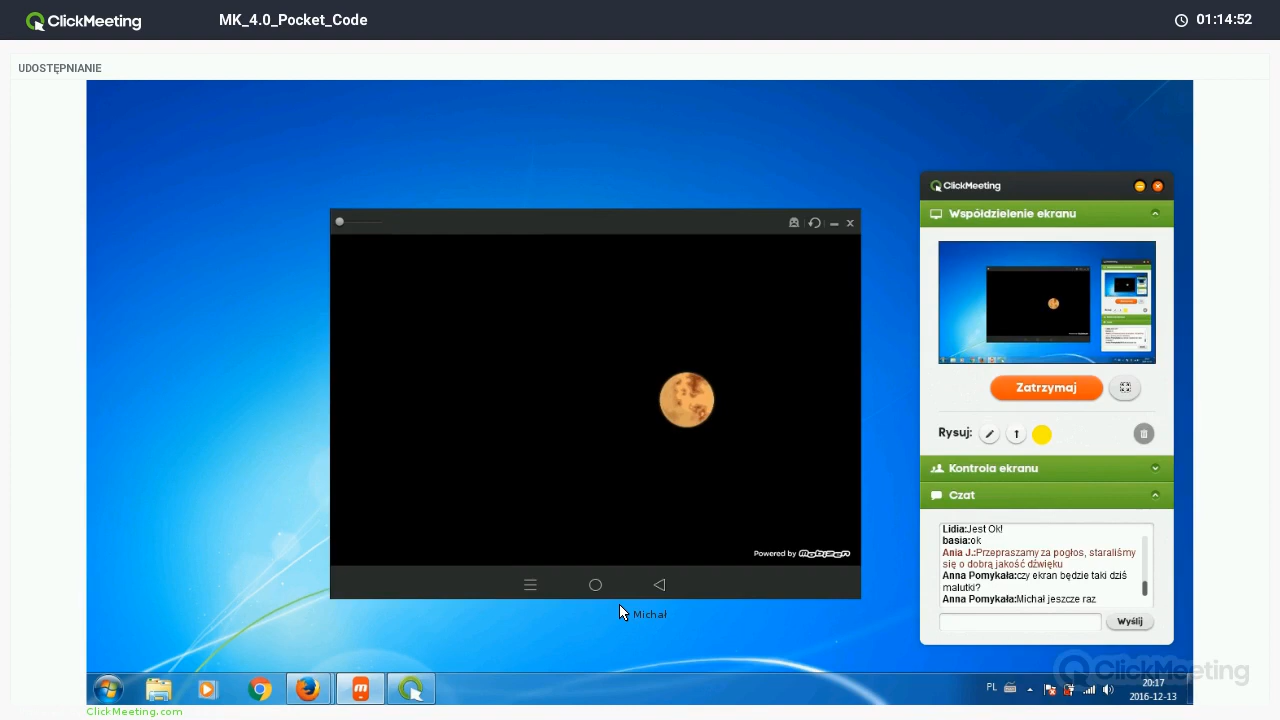 ClickMeeting
MK_4.0_Pocket_Code
01:14:52
UDOSTĘPNIANIE
ClickMeeting
Współdzielenie ekranu
Zatrzymaj
Rysuj:
Kontrola ekranu
Czat
Lidia:Jest Ok!
basia:ok
Ania J.:Przepraszamy za pogłos, staraliśmy
się o dobrą jakość dźwięku
Anna Pomykała:czy ekran będzie taki dziś
malutki?
Anna Pomykała:Michał jeszcze raz
Wyślij
Powered by Mobizen
Michał
ClickMeeting
PL
20:17
2016-12-13
ClickMeeting.com